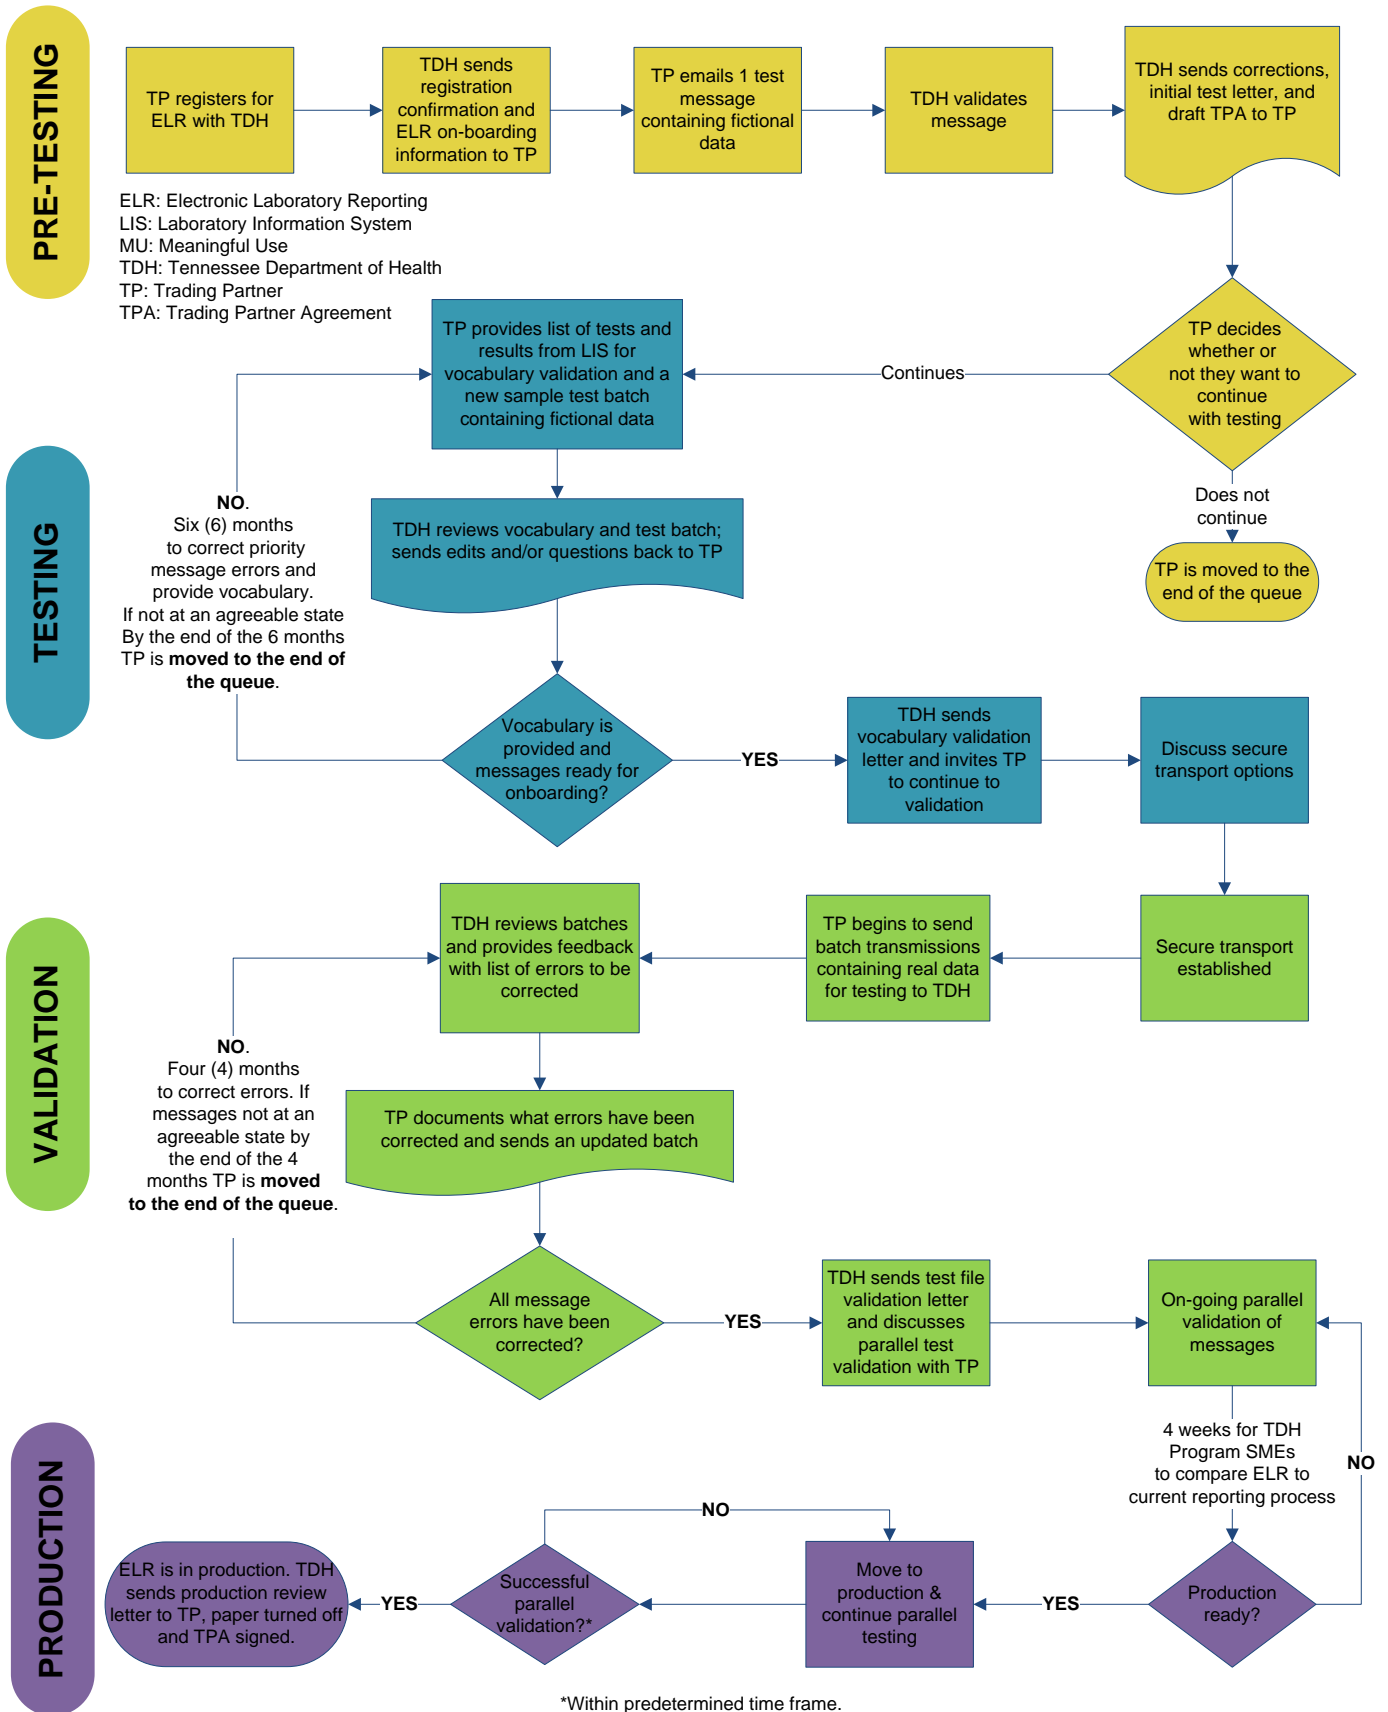 PRE-TESTING
TP registers for
ELR with TDH
TDH sends
registration
confirmation and
ELR on-boarding
information to TP
TP emails 1 test
message
containing fictional
data
TDH validates
message
TDH sends corrections,
initial test letter, and
draft TPA to TP
ELR: Electronic Laboratory Reporting
LIS: Laboratory Information System
MU: Meaningful Use
TDH: Tennessee Department of Health
TP: Trading Partner
TPA: Trading Partner Agreement
TP decides
whether or
not they want to
continue
with testing
Continues
Does not
continue
TP is moved to the
end of the queue
TESTING
TP provides list of tests and
results from LIS for
vocabulary validation and a
new sample test batch
containing fictional data
TDH reviews vocabulary and test batch;
sends edits and/or questions back to TP
NO.
Six (6) months
to correct priority
message errors and
provide vocabulary.
If not at an agreeable state
By the end of the 6 months
TP is moved to the end of
the queue.
Vocabulary is
provided and
messages ready for
onboarding?
YES
TDH sends
vocabulary validation
letter and invites TP
to continue to
validation
Discuss secure
transport options
VALIDATION
Secure transport
established
TP begins to send
batch transmissions
containing real data
for testing to TDH
TDH reviews batches
and provides feedback
with list of errors to be
corrected
TP documents what errors have been
corrected and sends an updated batch
NO.
Four (4) months
to correct errors. If
messages not at an
agreeable state by
the end of the 4
months TP is moved
to the end of the queue.
All message
errors have been
corrected?
YES
TDH sends test file
validation letter
and discusses
parallel test
validation with TP
On-going parallel
validation of
messages
4 weeks for TDH
Program SMEs
to compare ELR to
current reporting process
NO
PRODUCTION
Production
ready?
YES
Move to
production &
continue parallel
testing
NO
Successful
parallel
validation?*
YES
ELR is in production. TDH
sends production review
letter to TP, paper turned off
and TPA signed.
*Within predetermined time frame.